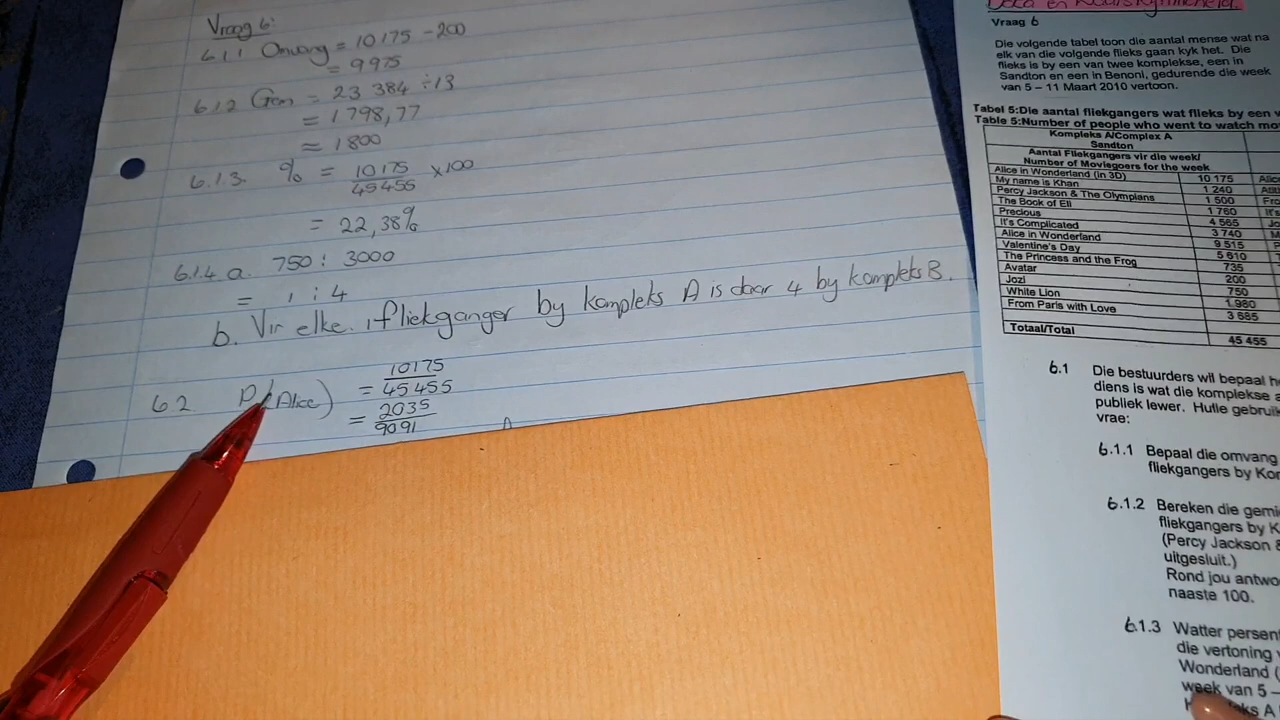 Vraag 6:
6.1.1 Omvang = 10175 - 200
= 9975
6.1.2 Gem = 23 384 ÷ 13
= 1798,77
≈ 1800
6.1.3. % = 10175/45455 x100
= 22,38%
6.1.4 a. 750 : 3000
= 1 : 4
b. Vir elke 1 fliekganger by kompleks A is daar 4 by kompleks B.
6.2 P(Alice) = 10175/45455
= 2035/9091
Vraag 6
Die volgende tabel toon die aantal mense wat na
elk van die volgende flieks gaan kyk het. Die
flieks is by een van twee komplekse, een in
Sandton en een in Benoni, gedurende die week
van 5 – 11 Maart 2010 vertoon.
Tabel 5:Die aantal fliekgangers wat flieks by een
Table 5:Number of people who went to watch
Kompleks A/Complex A
Sandton
Aantal Fliekgangers vir die week/
Number of Moviegoers for the week
Alice in Wonderland (in 3D) 10 175
My name is Khan 1 240
Percy Jackson & The Olympians 1 500
The Book of Eli 1 760
Precious 4 565
It's Complicated 3 740
Alice in Wonderland 9 515
Valentine's Day 5 610
The Princess and the Frog 735
Avatar 200
Jozi 750
White Lion 1 980
From Paris with Love 3 685
Totaal/Total 45 455
6.1 Die bestuurders wil bepaal
diens is wat die komplekse
publiek lewer. Hulle
vrae:
6.1.1 Bepaal die omvang
fliekgangers by
6.1.2 Bereken die
fliekgangers by
(Percy Jackson
uitgesluit.)
Rond jou
naaste 100.
6.1.3 Watter
die vertoning
Wonderland (
week van 5 –
A